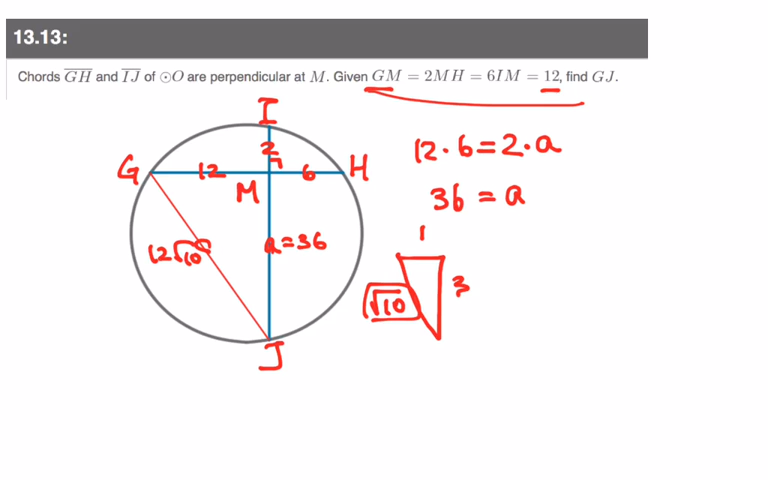 13.13:
Chords GH and IJ of ⊙O are perpendicular at M. Given GM = 2MH = 6IM = 12, find GJ.
I
2
G 12 6 H
M
12√10 a=36
J
12·6=2·a
36 = a
1
√10 3